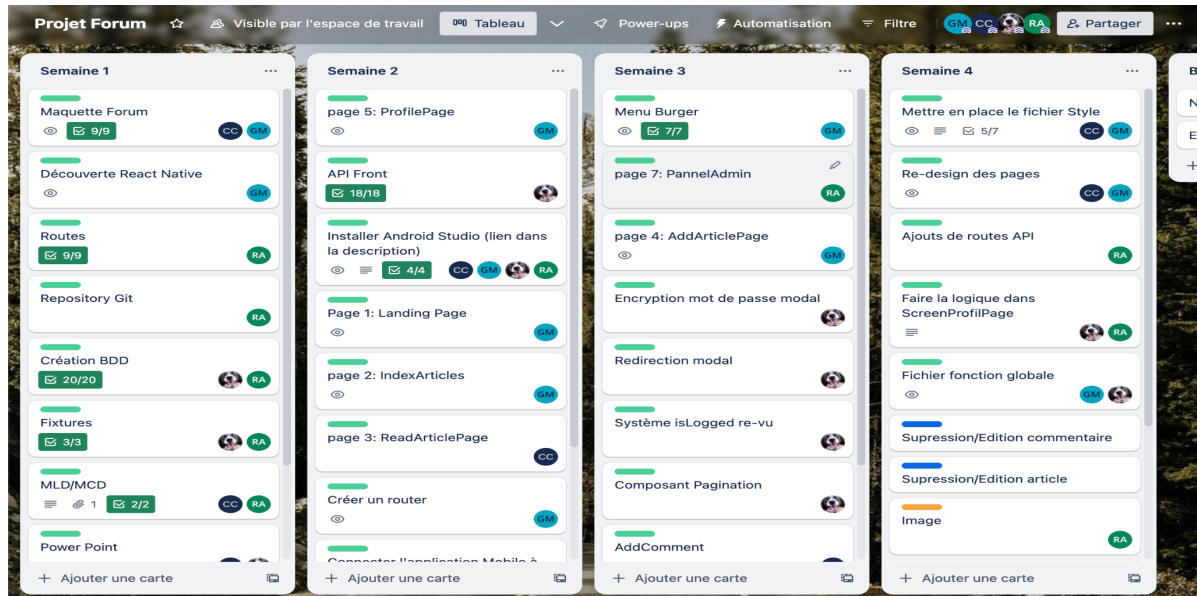 Projet Forum
Visible par l'espace de travail
Tableau
Power-ups
Automatisation
Filtre
GM
CC
RA
Partager
Semaine 1
Maquette Forum
9/9
CC
GM
Découverte React Native
GM
Routes
9/9
RA
Repository Git
RA
Création BDD
20/20
RA
Fixtures
3/3
RA
MLD/MCD
1
2/2
CC
RA
Power Point
+ Ajouter une carte
Semaine 2
page 5: ProfilePage
GM
API Front
18/18
Installer Android Studio (lien dans
la description)
4/4
CC
GM
RA
Page 1: Landing Page
GM
page 2: IndexArticles
GM
page 3: ReadArticlePage
CC
Créer un router
GM
Connecter l'application Mobile à
+ Ajouter une carte
Semaine 3
Menu Burger
7/7
GM
page 7: PannelAdmin
RA
page 4: AddArticlePage
GM
Encryption mot de passe modal
Redirection modal
Système isLogged re-vu
Composant Pagination
AddComment
+ Ajouter une carte
Semaine 4
Mettre en place le fichier Style
5/7
CC
GM
Re-design des pages
CC
GM
Ajouts de routes API
RA
Faire la logique dans
ScreenProfilPage
RA
Fichier fonction globale
GM
Supression/Edition commentaire
Supression/Edition article
Image
RA
+ Ajouter une carte
B
N
E
+